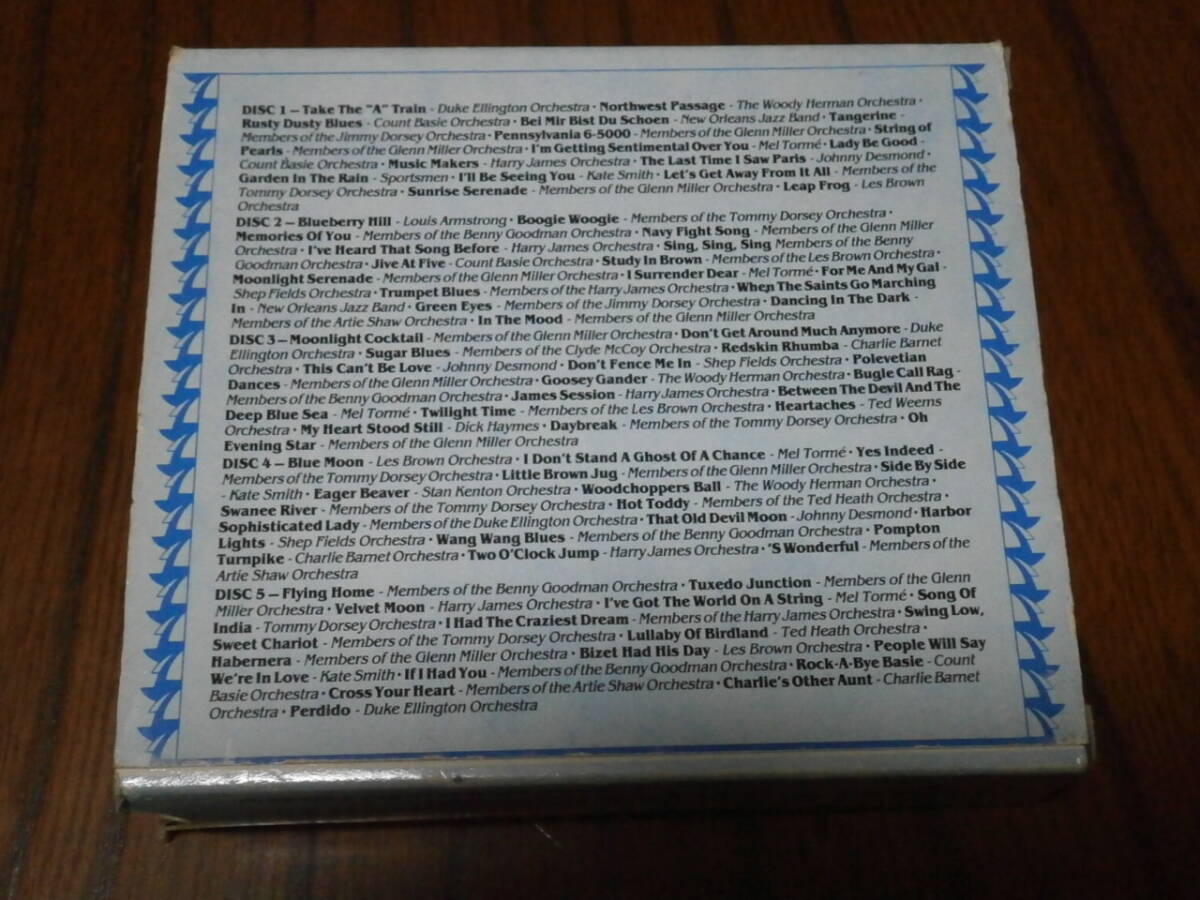 DISC 1 – Take The "A" Train - Duke Ellington Orchestra · Northwest Passage - The Woody Herman Orchestra ·
Rusty Dusty Blues - Count Basie Orchestra · Bei Mir Bist Du Schoen - New Orleans Jazz Band · Tangerine -
Members of the Jimmy Dorsey Orchestra · Pennsylvania 6-5000 - Members of the Glenn Miller Orchestra · String of
Pearls - Members of the Glenn Miller Orchestra · I'm Getting Sentimental Over You - Mel Tormé · Lady Be Good -
Count Basie Orchestra · Music Makers - Harry James Orchestra · The Last Time I Saw Paris - Johnny Desmond ·
Garden In The Rain - Sportsmen · I'll Be Seeing You - Kate Smith · Let's Get Away From It All - Members of the
Tommy Dorsey Orchestra · Sunrise Serenade - Members of the Glenn Miller Orchestra · Leap Frog - Les Brown
Orchestra
DISC 2 – Blueberry Hill - Louis Armstrong · Boogie Woogie - Members of the Tommy Dorsey Orchestra ·
Memories Of You - Members of the Benny Goodman Orchestra · Navy Fight Song - Members of the Glenn Miller
Orchestra · I've Heard That Song Before - Harry James Orchestra · Sing, Sing, Sing Members of the Benny
Goodman Orchestra · Jive At Five - Count Basie Orchestra · Study In Brown - Members of the Les Brown Orchestra ·
Moonlight Serenade - Members of the Glenn Miller Orchestra · I Surrender Dear - Mel Tormé · For Me And My Gal -
Shep Fields Orchestra · Trumpet Blues - Members of the Harry James Orchestra · When The Saints Go Marching
In - New Orleans Jazz Band · Green Eyes - Members of the Jimmy Dorsey Orchestra · Dancing In The Dark -
Members of the Artie Shaw Orchestra · In The Mood - Members of the Glenn Miller Orchestra
DISC 3 – Moonlight Cocktail - Members of the Glenn Miller Orchestra · Don't Get Around Much Anymore - Duke
Ellington Orchestra · Sugar Blues - Members of the Clyde McCoy Orchestra · Redskin Rhumba - Charlie Barnet
Orchestra · This Can't Be Love - Johnny Desmond · Don't Fence Me In - Shep Fields Orchestra · Polevetian
Dances - Members of the Glenn Miller Orchestra · Goosey Gander - The Woody Herman Orchestra · Bugle Call Rag -
Members of the Benny Goodman Orchestra · James Session - Harry James Orchestra · Between The Devil And The
Deep Blue Sea - Mel Tormé · Twilight Time - Members of the Les Brown Orchestra · Heartaches - Ted Weems
Orchestra · My Heart Stood Still - Dick Haymes · Daybreak - Members of the Tommy Dorsey Orchestra · Oh
Evening Star - Members of the Glenn Miller Orchestra
DISC 4 – Blue Moon - Les Brown Orchestra · I Don't Stand A Ghost Of A Chance - Mel Tormé · Yes Indeed -
Members of the Tommy Dorsey Orchestra · Little Brown Jug - Members of the Glenn Miller Orchestra · Side By Side
- Kate Smith · Eager Beaver - Stan Kenton Orchestra · Woodchoppers Ball - The Woody Herman Orchestra ·
Swanee River - Members of the Tommy Dorsey Orchestra · Hot Toddy - Members of the Ted Heath Orchestra ·
Sophisticated Lady - Members of the Duke Ellington Orchestra · That Old Devil Moon - Johnny Desmond · Harbor
Lights - Shep Fields Orchestra · Wang Wang Blues - Members of the Benny Goodman Orchestra · Pompton
Turnpike - Charlie Barnet Orchestra · Two O'Clock Jump - Harry James Orchestra · 'S Wonderful - Members of the
Artie Shaw Orchestra
DISC 5 – Flying Home - Members of the Benny Goodman Orchestra · Tuxedo Junction - Members of the Glenn
Miller Orchestra · Velvet Moon - Harry James Orchestra · I've Got The World On A String - Mel Tormé · Song Of
India - Tommy Dorsey Orchestra · I Had The Craziest Dream - Members of the Harry James Orchestra · Swing Low,
Sweet Chariot - Members of the Tommy Dorsey Orchestra · Lullaby Of Birdland - Ted Heath Orchestra ·
Habernera - Members of the Glenn Miller Orchestra · Bizet Had His Day - Les Brown Orchestra · People Will Say
We're In Love - Kate Smith · If I Had You - Members of the Benny Goodman Orchestra · Rock-A-Bye Basie - Count
Basie Orchestra · Cross Your Heart - Members of the Artie Shaw Orchestra · Charlie's Other Aunt - Charlie Barnet
Orchestra · Perdido - Duke Ellington Orchestra